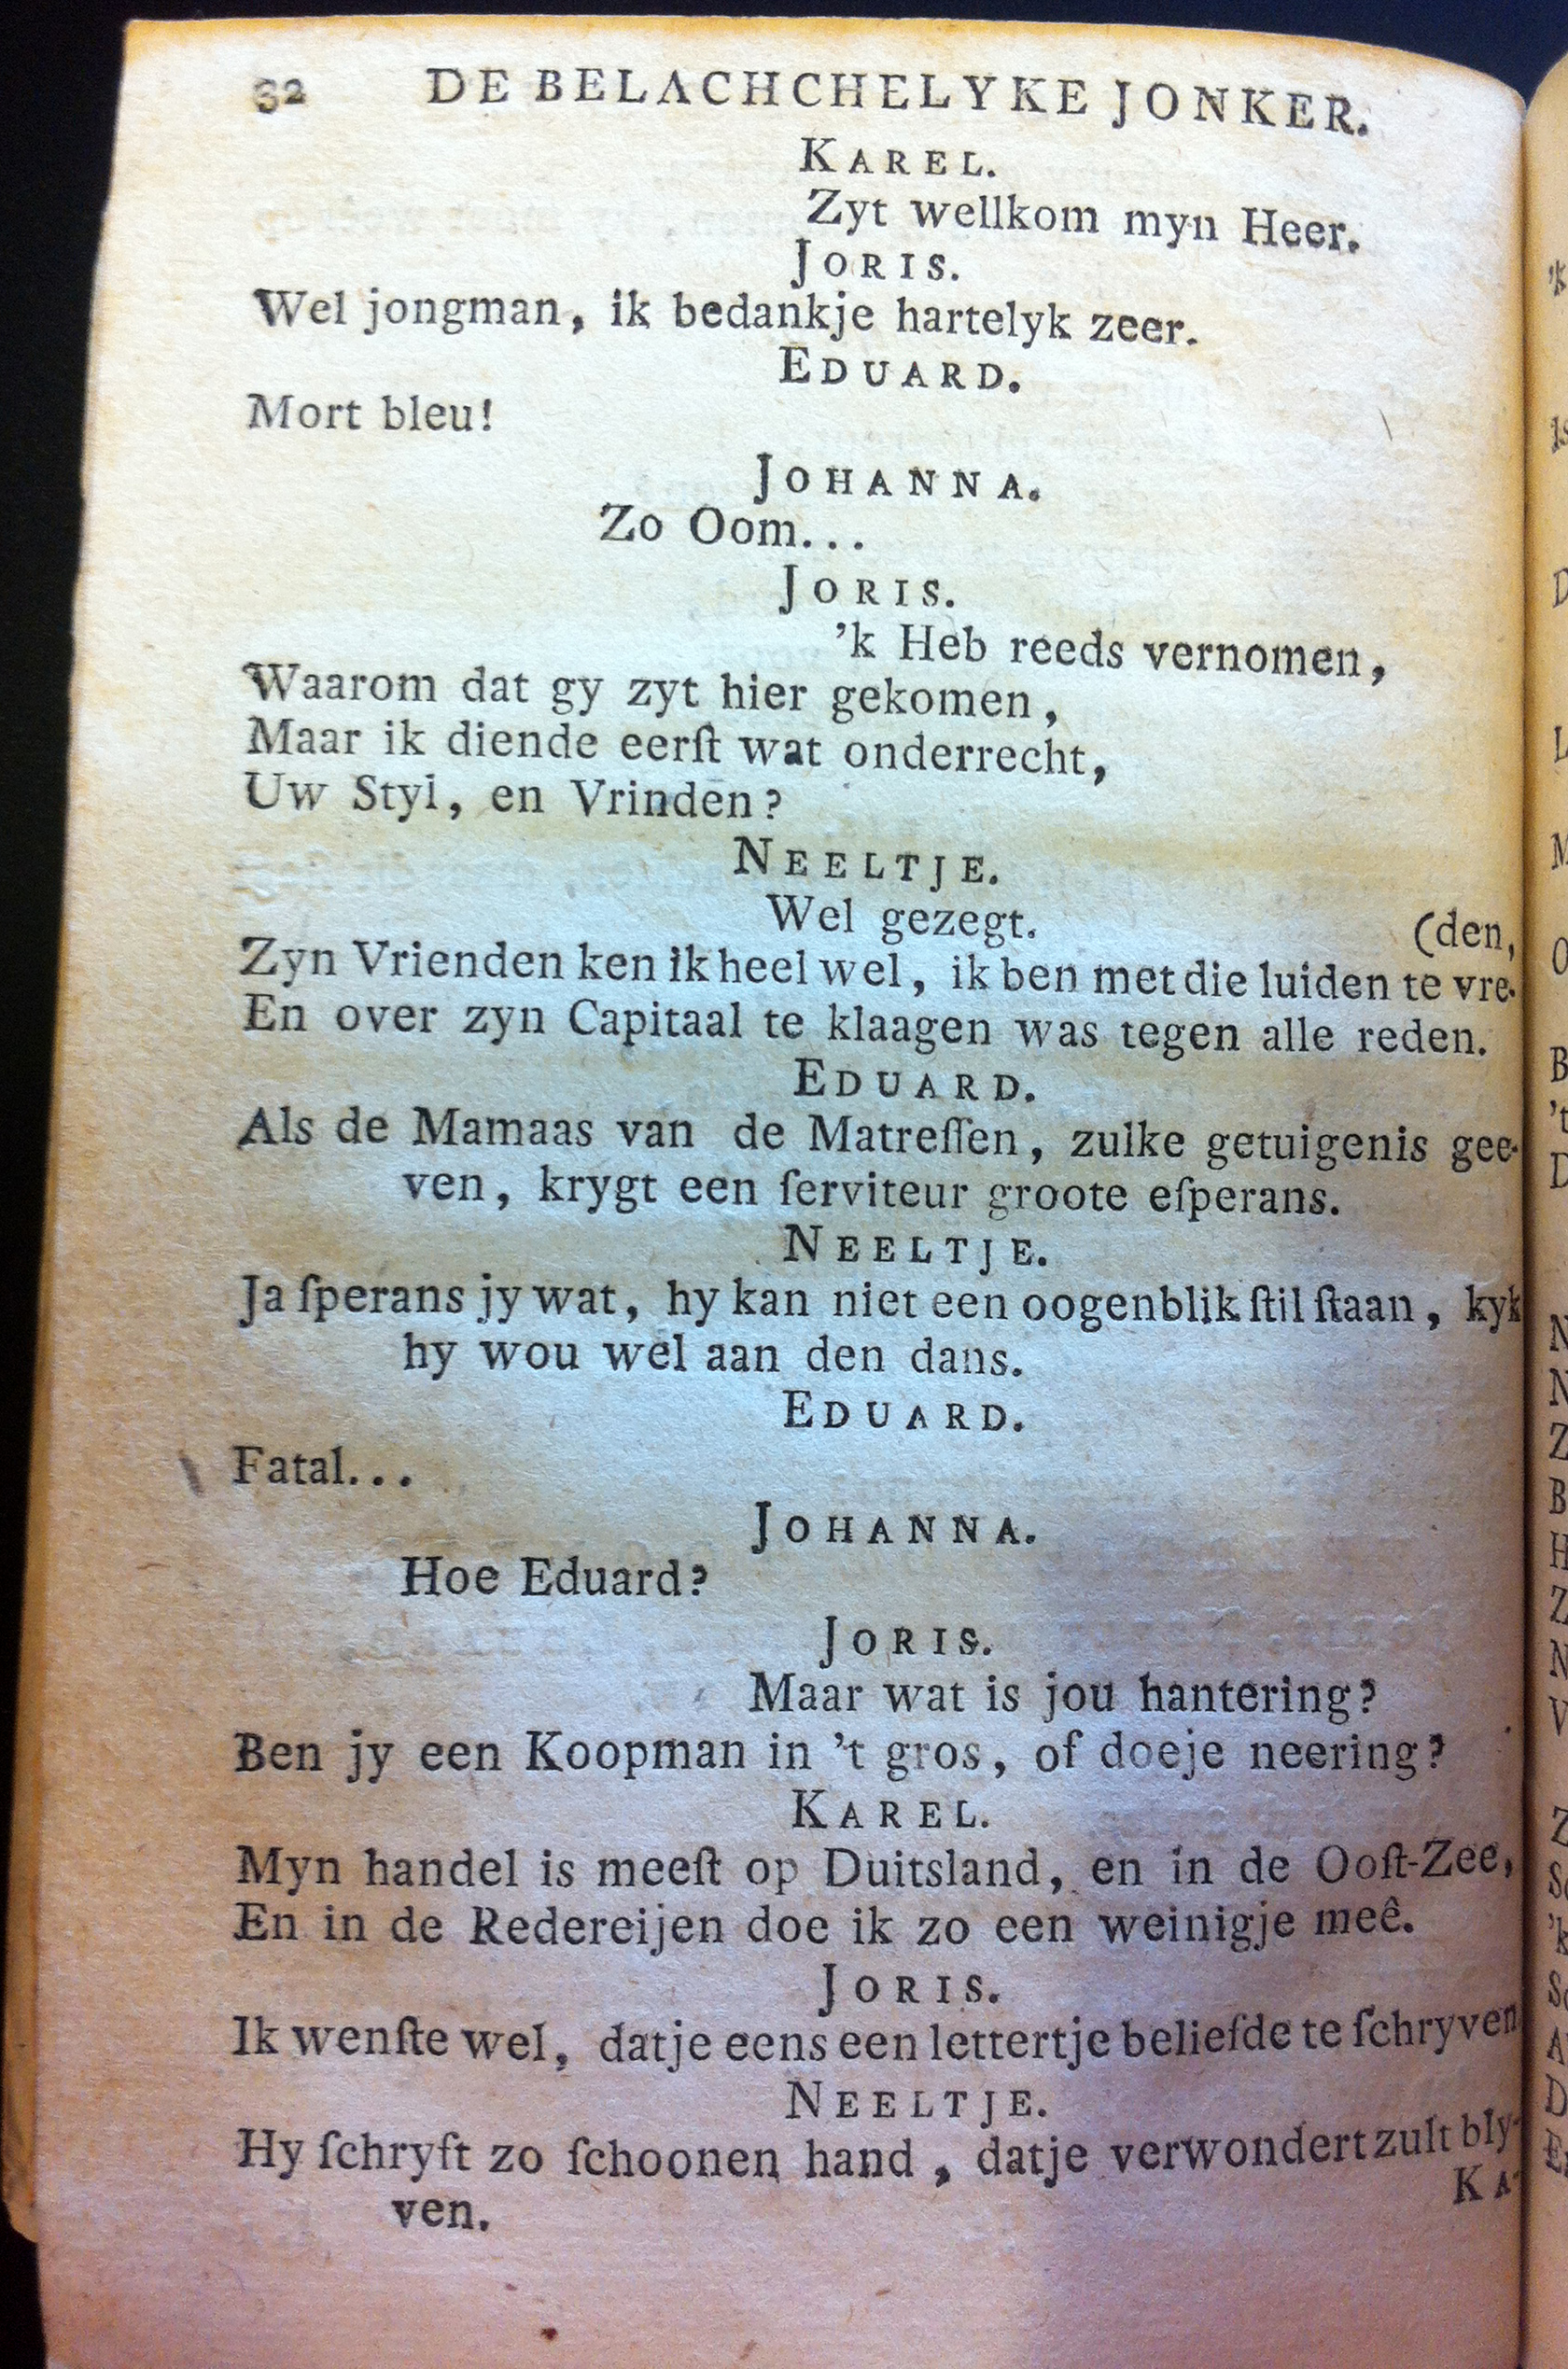 32 DE BELACHCHELYKE JONKER.
KAREL.
Zyt wellkom myn Heer.
JORIS.
Wel jongman, ik bedankje hartelyk zeer.
EDUARD.
Mort bleu!
JOHANNA.
Zo Oom...
JORIS.
'k Heb reeds vernomen,
Waarom dat gy zyt hier gekomen,
Maar ik diende eerſt wat onderrecht,
Uw Styl, en Vrinden?
NEELTJE.
Wel gezegt. (den,
Zyn Vrienden ken ik heel wel, ik ben met die luiden te vre-
En over zyn Capitaal te klaagen was tegen alle reden.
EDUARD.
Als de Mamaas van de Matreſſen, zulke getuigenis gee-
ven, krygt een ſerviteur groote eſperans.
NEELTJE.
Ja ſperans jy wat, hy kan niet een oogenblik ſtil ſtaan, kyk
hy wou wel aan den dans.
EDUARD.
Fatal...
JOHANNA.
Hoe Eduard?
JORIS.
Maar wat is jou hantering?
Ben jy een Koopman in 't gros, of doeje neering?
KAREL.
Myn handel is meeſt op Duitsland, en in de Ooſt-Zee,
En in de Redereijen doe ik zo een weinigje meê.
JORIS.
Ik wenſte wel, datje eens een lettertje beliefde te ſchryven
NEELTJE.
Hy ſchryft zo ſchoonen hand, datje verwondert zult bly-
ven.
KA-